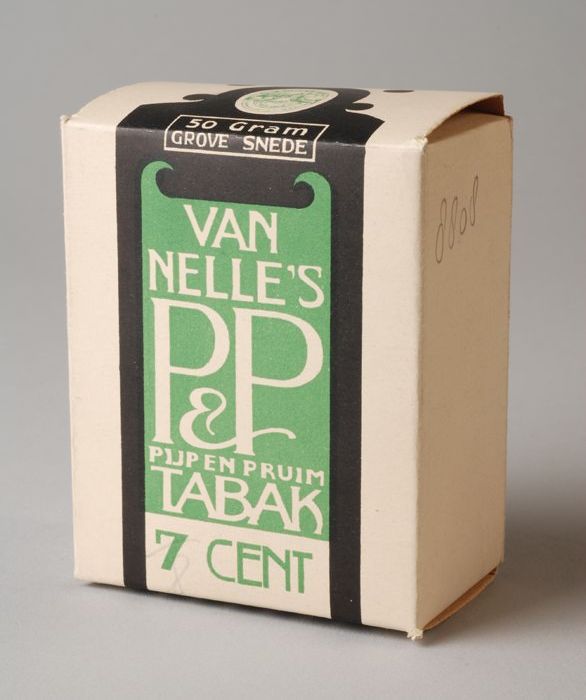 50 Gram
GROVE SNEDE
VAN
NELLE'S
P&P
PIJP EN PRUIM
TABAK
7 CENT
8808